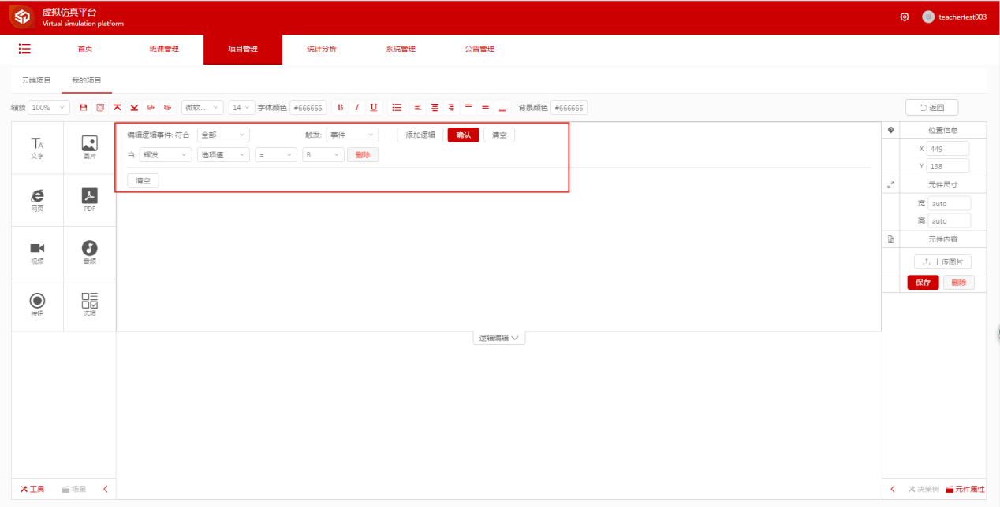 虚拟仿真平台
Virtual simulation platform
teachertest003
首页 班课管理 项目管理 统计分析 系统管理 公告管理
云端项目 我的项目
缩放 100% 微软... 14 字体颜色 #666666 B I U 背景颜色 #666666 返回
文字 图片
网页 PDF
视频 音频
按钮 选项
编辑逻辑事件: 符合 全部 触发: 事件 添加逻辑 确认 清空
当 辉发 选项值 = B 删除
清空
逻辑编辑
位置信息
X 449
Y 138
元件尺寸
宽 auto
高 auto
元件内容
上传图片
保存 删除
工具 场景
决策树 元件属性